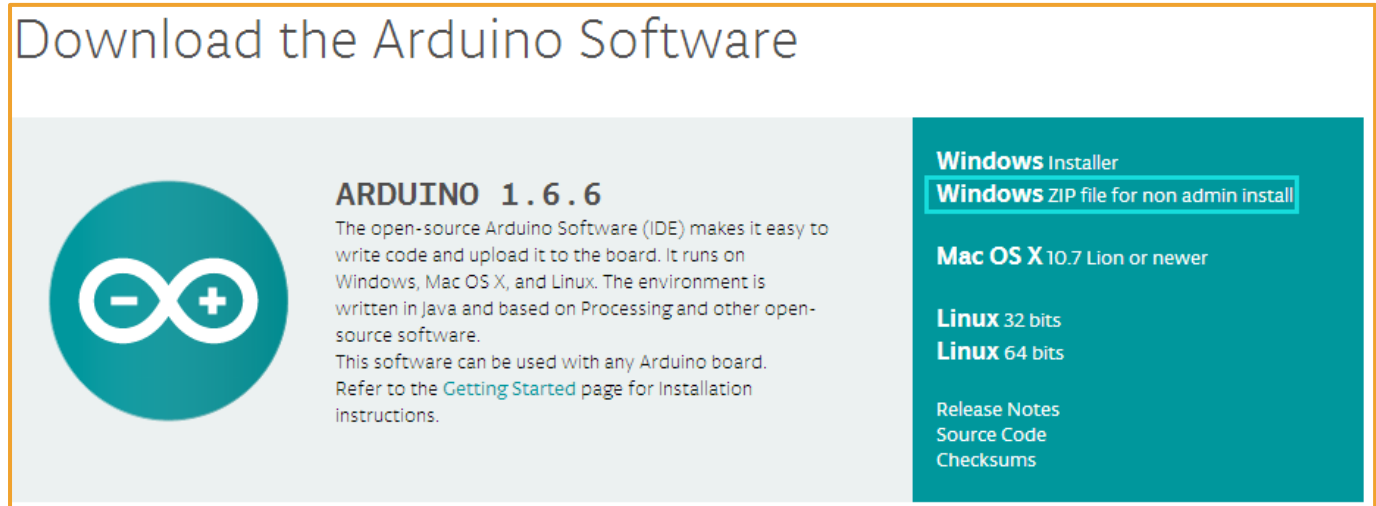 Download the Arduino Software
ARDUINO 1.6.6
The open-source Arduino Software (IDE) makes it easy to
write code and upload it to the board. It runs on
Windows, Mac OS X, and Linux. The environment is
written in Java and based on Processing and other open-
source software.
This software can be used with any Arduino board.
Refer to the Getting Started page for Installation
instructions.
Windows Installer
Windows ZIP file for non admin install
Mac OS X 10.7 Lion or newer
Linux 32 bits
Linux 64 bits
Release Notes
Source Code
Checksums